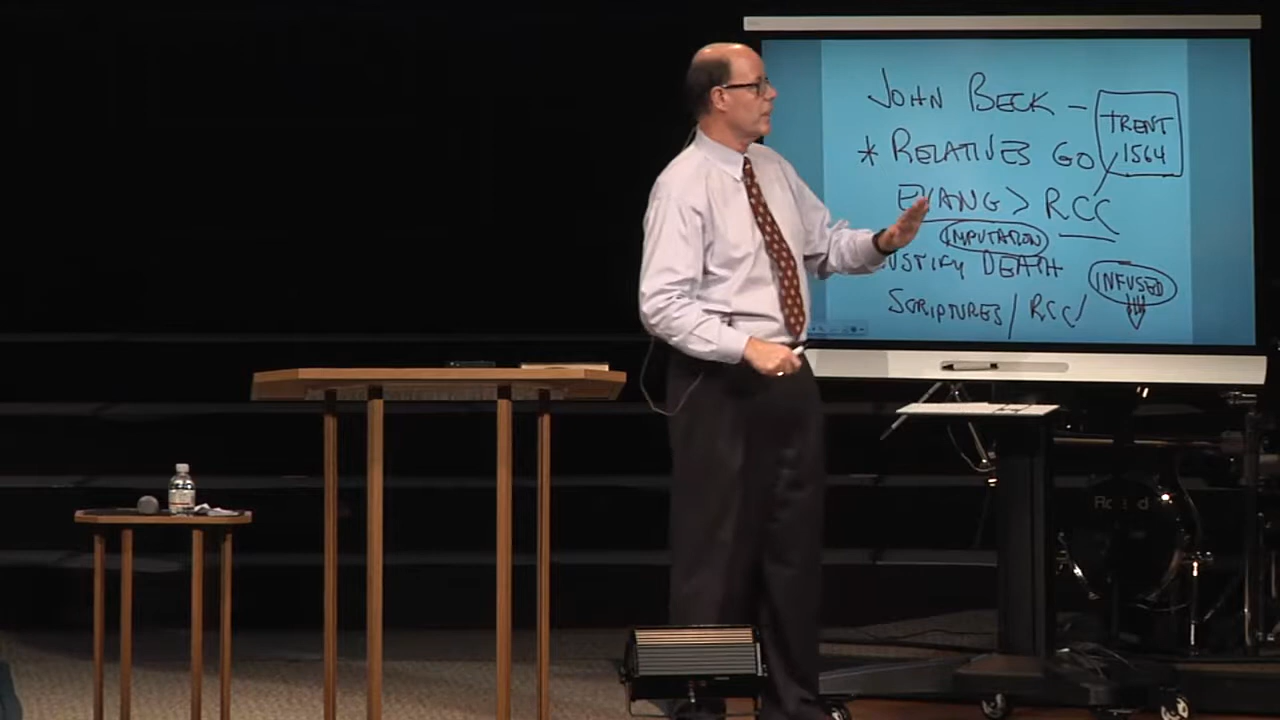 JOHN BECK -
TRENT
1564
* RELATIVES GO
EVANG > RCC
IMPUTATION
JUSTIFY DEATH
INFUSED
SCRIPTURES / RCC /
Roland